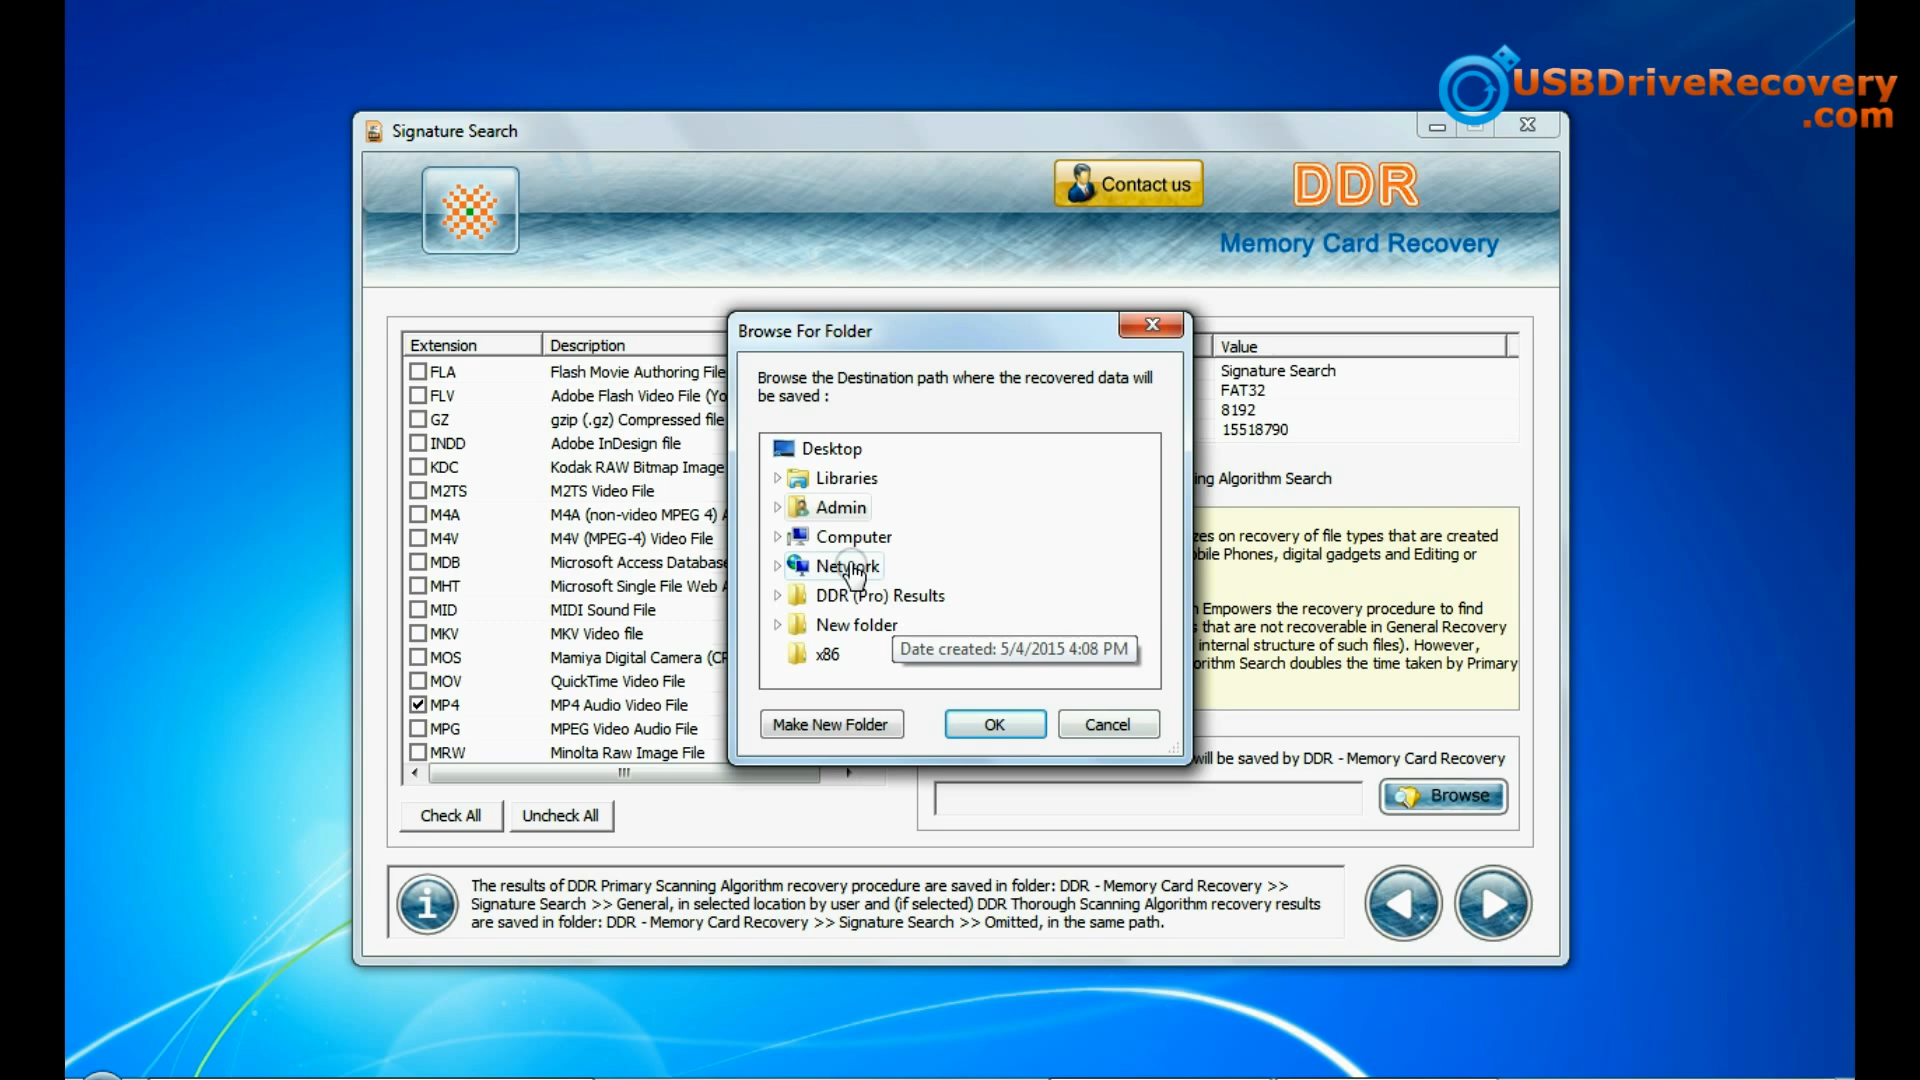 USBDriveRecovery
.com
Signature Search
Contact us
DDR
Memory Card Recovery
Extension
Description
FLA
Flash Movie Authoring File
FLV
Adobe Flash Video File (Yo
GZ
gzip (.gz) Compressed file
INDD
Adobe InDesign file
KDC
Kodak RAW Bitmap Image
M2TS
M2TS Video File
M4A
M4A (non-video MPEG 4) A
M4V
M4V (MPEG-4) Video File
MDB
Microsoft Access Database
MHT
Microsoft Single File Web A
MID
MIDI Sound File
MKV
MKV Video file
MOS
Mamiya Digital Camera (CF
MOV
QuickTime Video File
MP4
MP4 Audio Video File
MPG
MPEG Video Audio File
MRW
Minolta Raw Image File
Check All
Uncheck All
Browse For Folder
Browse the Destination path where the recovered data will
be saved :
Desktop
Libraries
Admin
Computer
Network
DDR (Pro) Results
New folder
x86
Date created: 5/4/2015 4:08 PM
Make New Folder
OK
Cancel
Value
Signature Search
FAT32
8192
15518790
ing Algorithm Search
zes on recovery of file types that are created
bile Phones, digital gadgets and Editing or
n Empowers the recovery procedure to find
s that are not recoverable in General Recovery
internal structure of such files). However,
orithm Search doubles the time taken by Primary
will be saved by DDR - Memory Card Recovery
Browse
The results of DDR Primary Scanning Algorithm recovery procedure are saved in folder: DDR - Memory Card Recovery >>
Signature Search >> General, in selected location by user and (if selected) DDR Thorough Scanning Algorithm recovery results
are saved in folder: DDR - Memory Card Recovery >> Signature Search >> Omitted, in the same path.